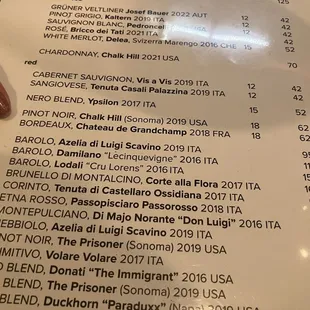 125
GRÜNER VELTLINER Josef Bauer 2022 AUT 12 42
PINOT GRIGIO, Kaltern 2019 ITA 12 42
SAUVIGNON BLANC, Pedroncelli
ROSÉ, Bricco dei Tati 2021 ITA
WHITE MERLOT, Delea, Svizerra Marengo 2016 CHE 15 52
CHARDONNAY, Chalk Hill 2021 USA 70
red
CABERNET SAUVIGNON, Vis a Vis 2019 ITA 12 42
SANGIOVESE, Tenuta Casali Palazzina 2019 ITA 12 42
NERO BLEND, Ypsilon 2017 ITA 15 52
PINOT NOIR, Chalk Hill (Sonoma) 2019 USA 18 62
BORDEAUX, Chateau de Grandchamp 2018 FRA 18 62
BAROLO, Azelia di Luigi Scavino 2019 ITA
BAROLO, Damilano "Lecinquevigne" 2016 ITA
BAROLO, Lodali "Cru Lorens" 2016 ITA
BRUNELLO DI MONTALCINO, Corte alla Flora 2017 ITA
CORINTO, Tenuta di Castellaro Ossidiana 2017 ITA
ETNA ROSSO, Passopisciaro Passorosso 2018 ITA
MONTEPULCIANO, Di Majo Norante "Don Luigi" 2016 ITA
NEBBIOLO, Azelia di Luigi Scavino 2019 ITA
NOT NOIR, The Prisoner (Sonoma) 2019 USA
IMITIVO, Volare Volare 2017 ITA
D BLEND, Donati "The Immigrant" 2016 USA
BLEND, The Prisoner (Sonoma) 2019 USA
BLEND, Duckhorn "Paraduxx" (Napa) 2019 USA